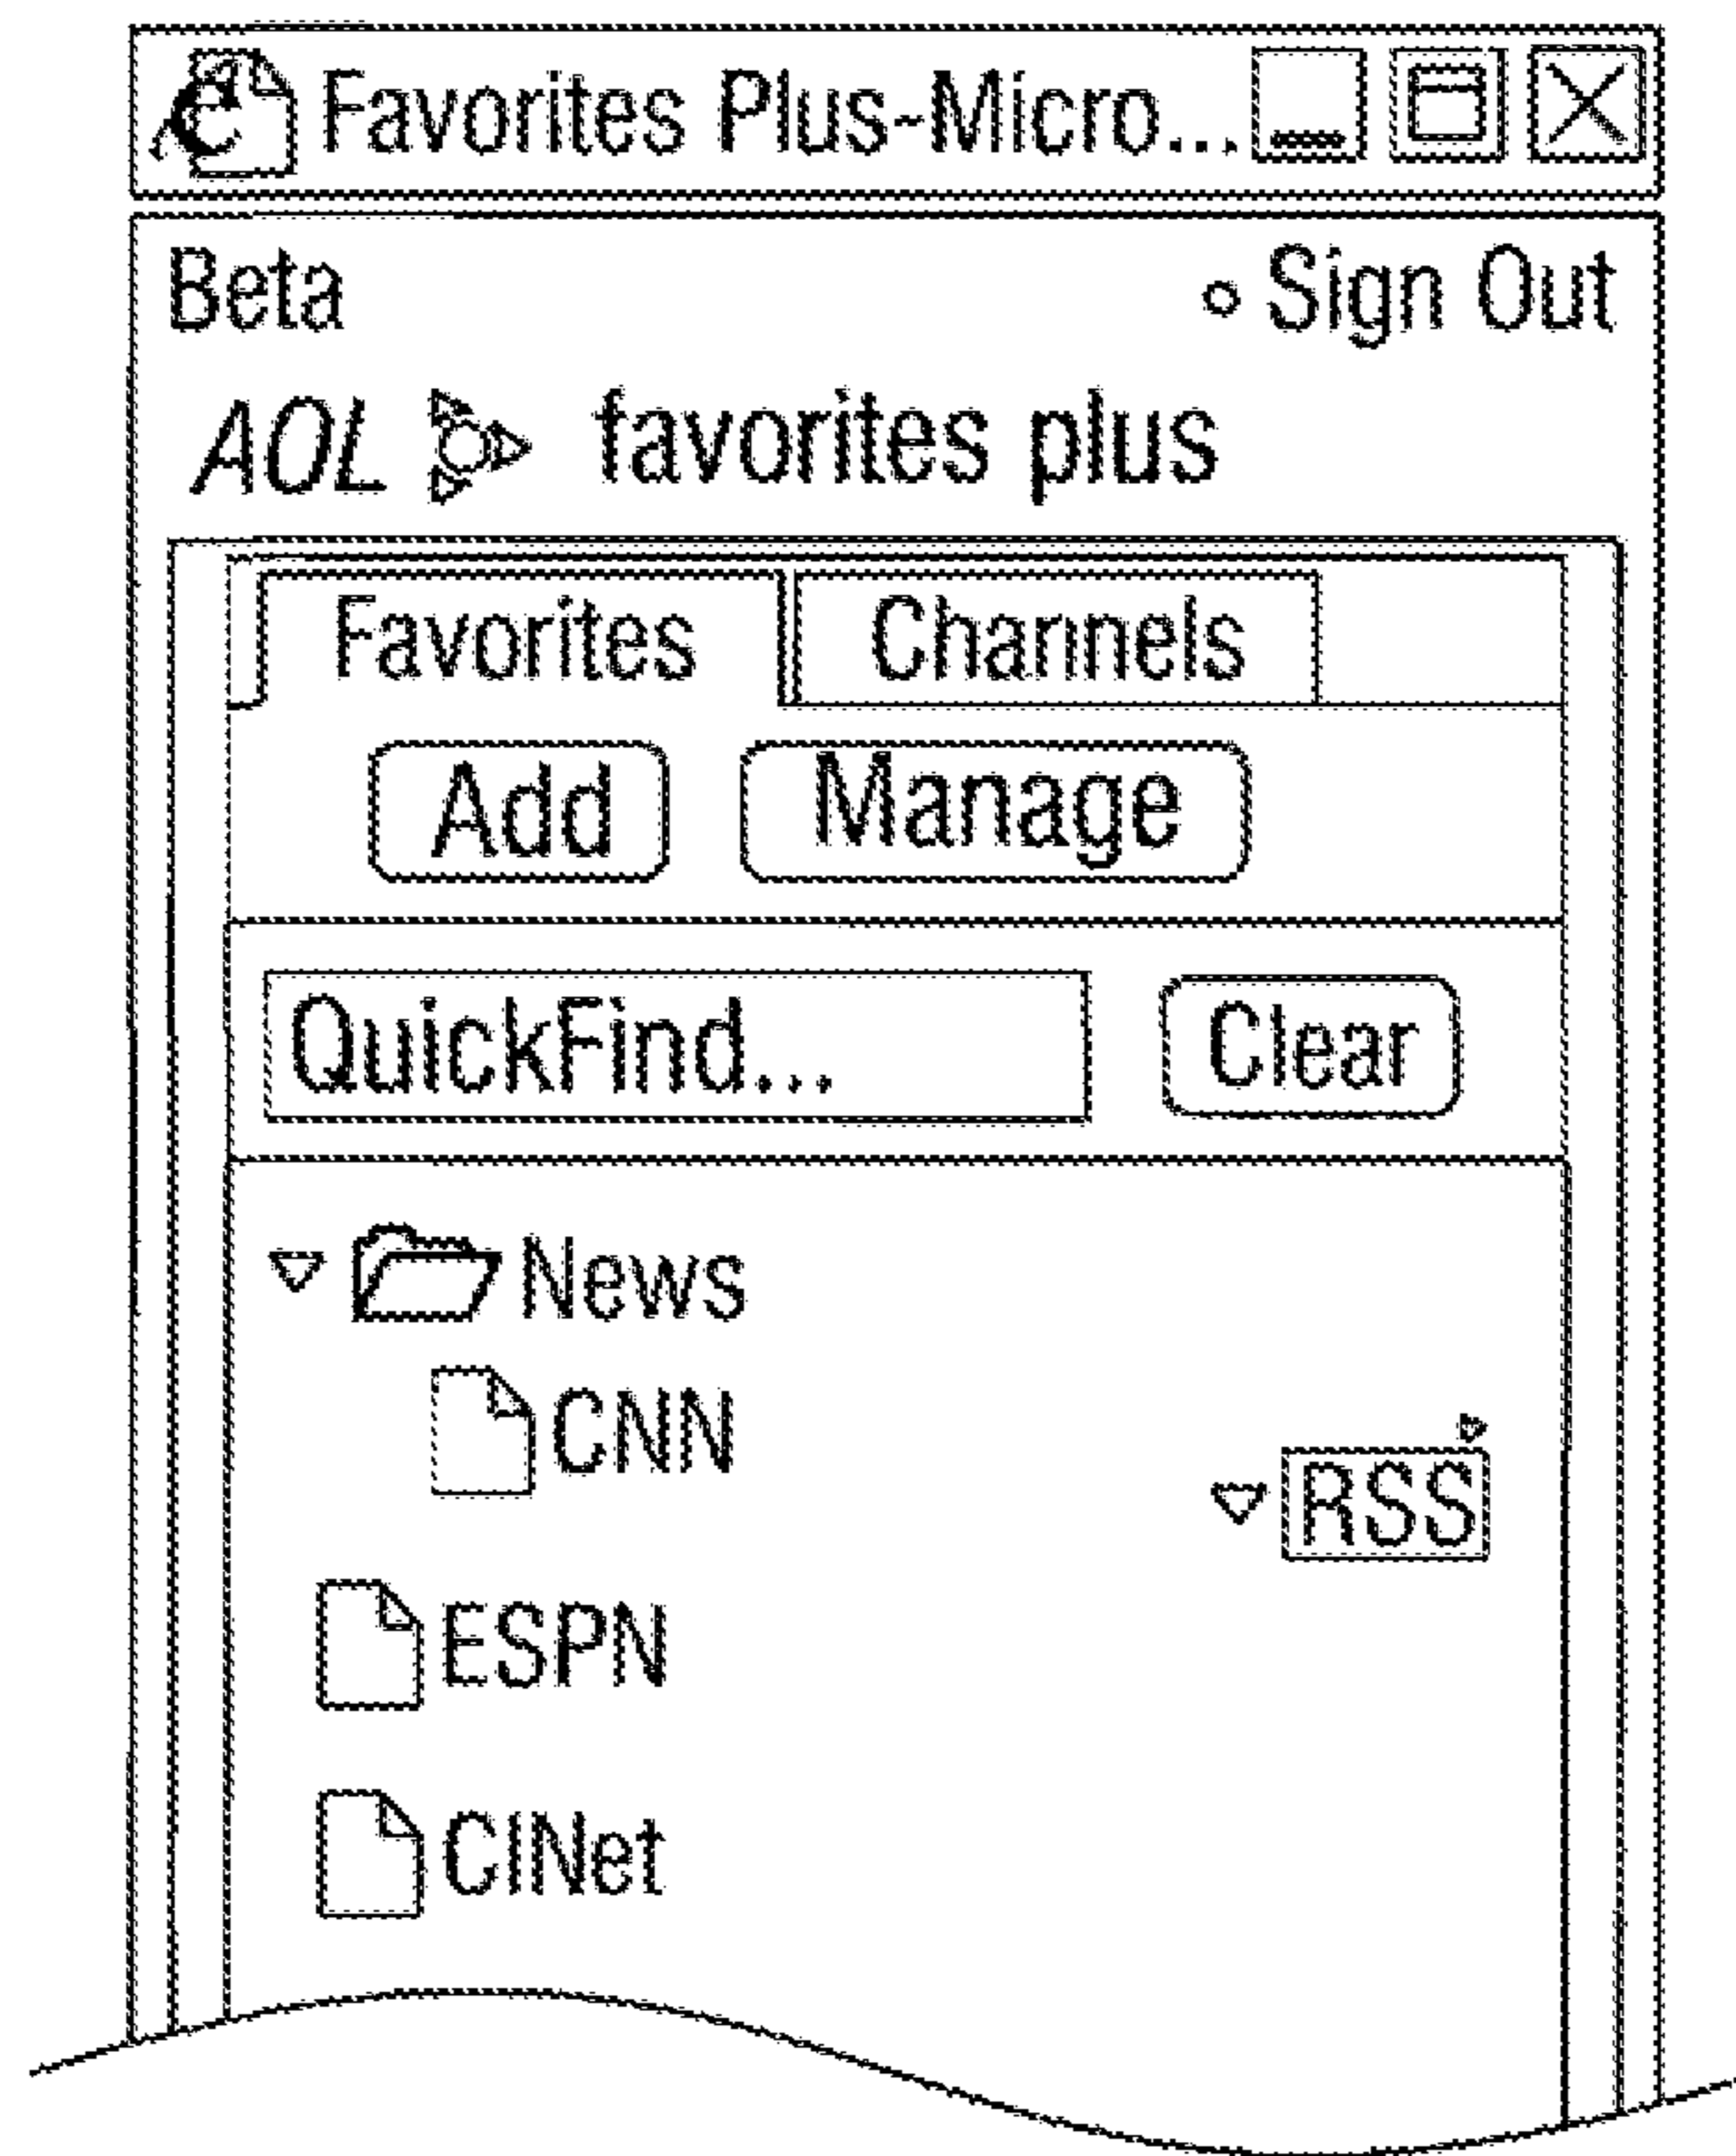 Favorites Plus-Micro...
Beta Sign Out
AOL favorites plus
Favorites Channels
Add Manage
QuickFind... Clear
News
CNN
RSS
ESPN
CINet